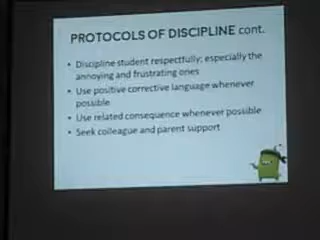 PROTOCOLS OF DISCIPLINE cont.
• Discipline student respectfully; especially the
annoying and frustrating ones
• Use positive corrective language whenever
possible
• Use related consequence whenever possible
• Seek colleague and parent support